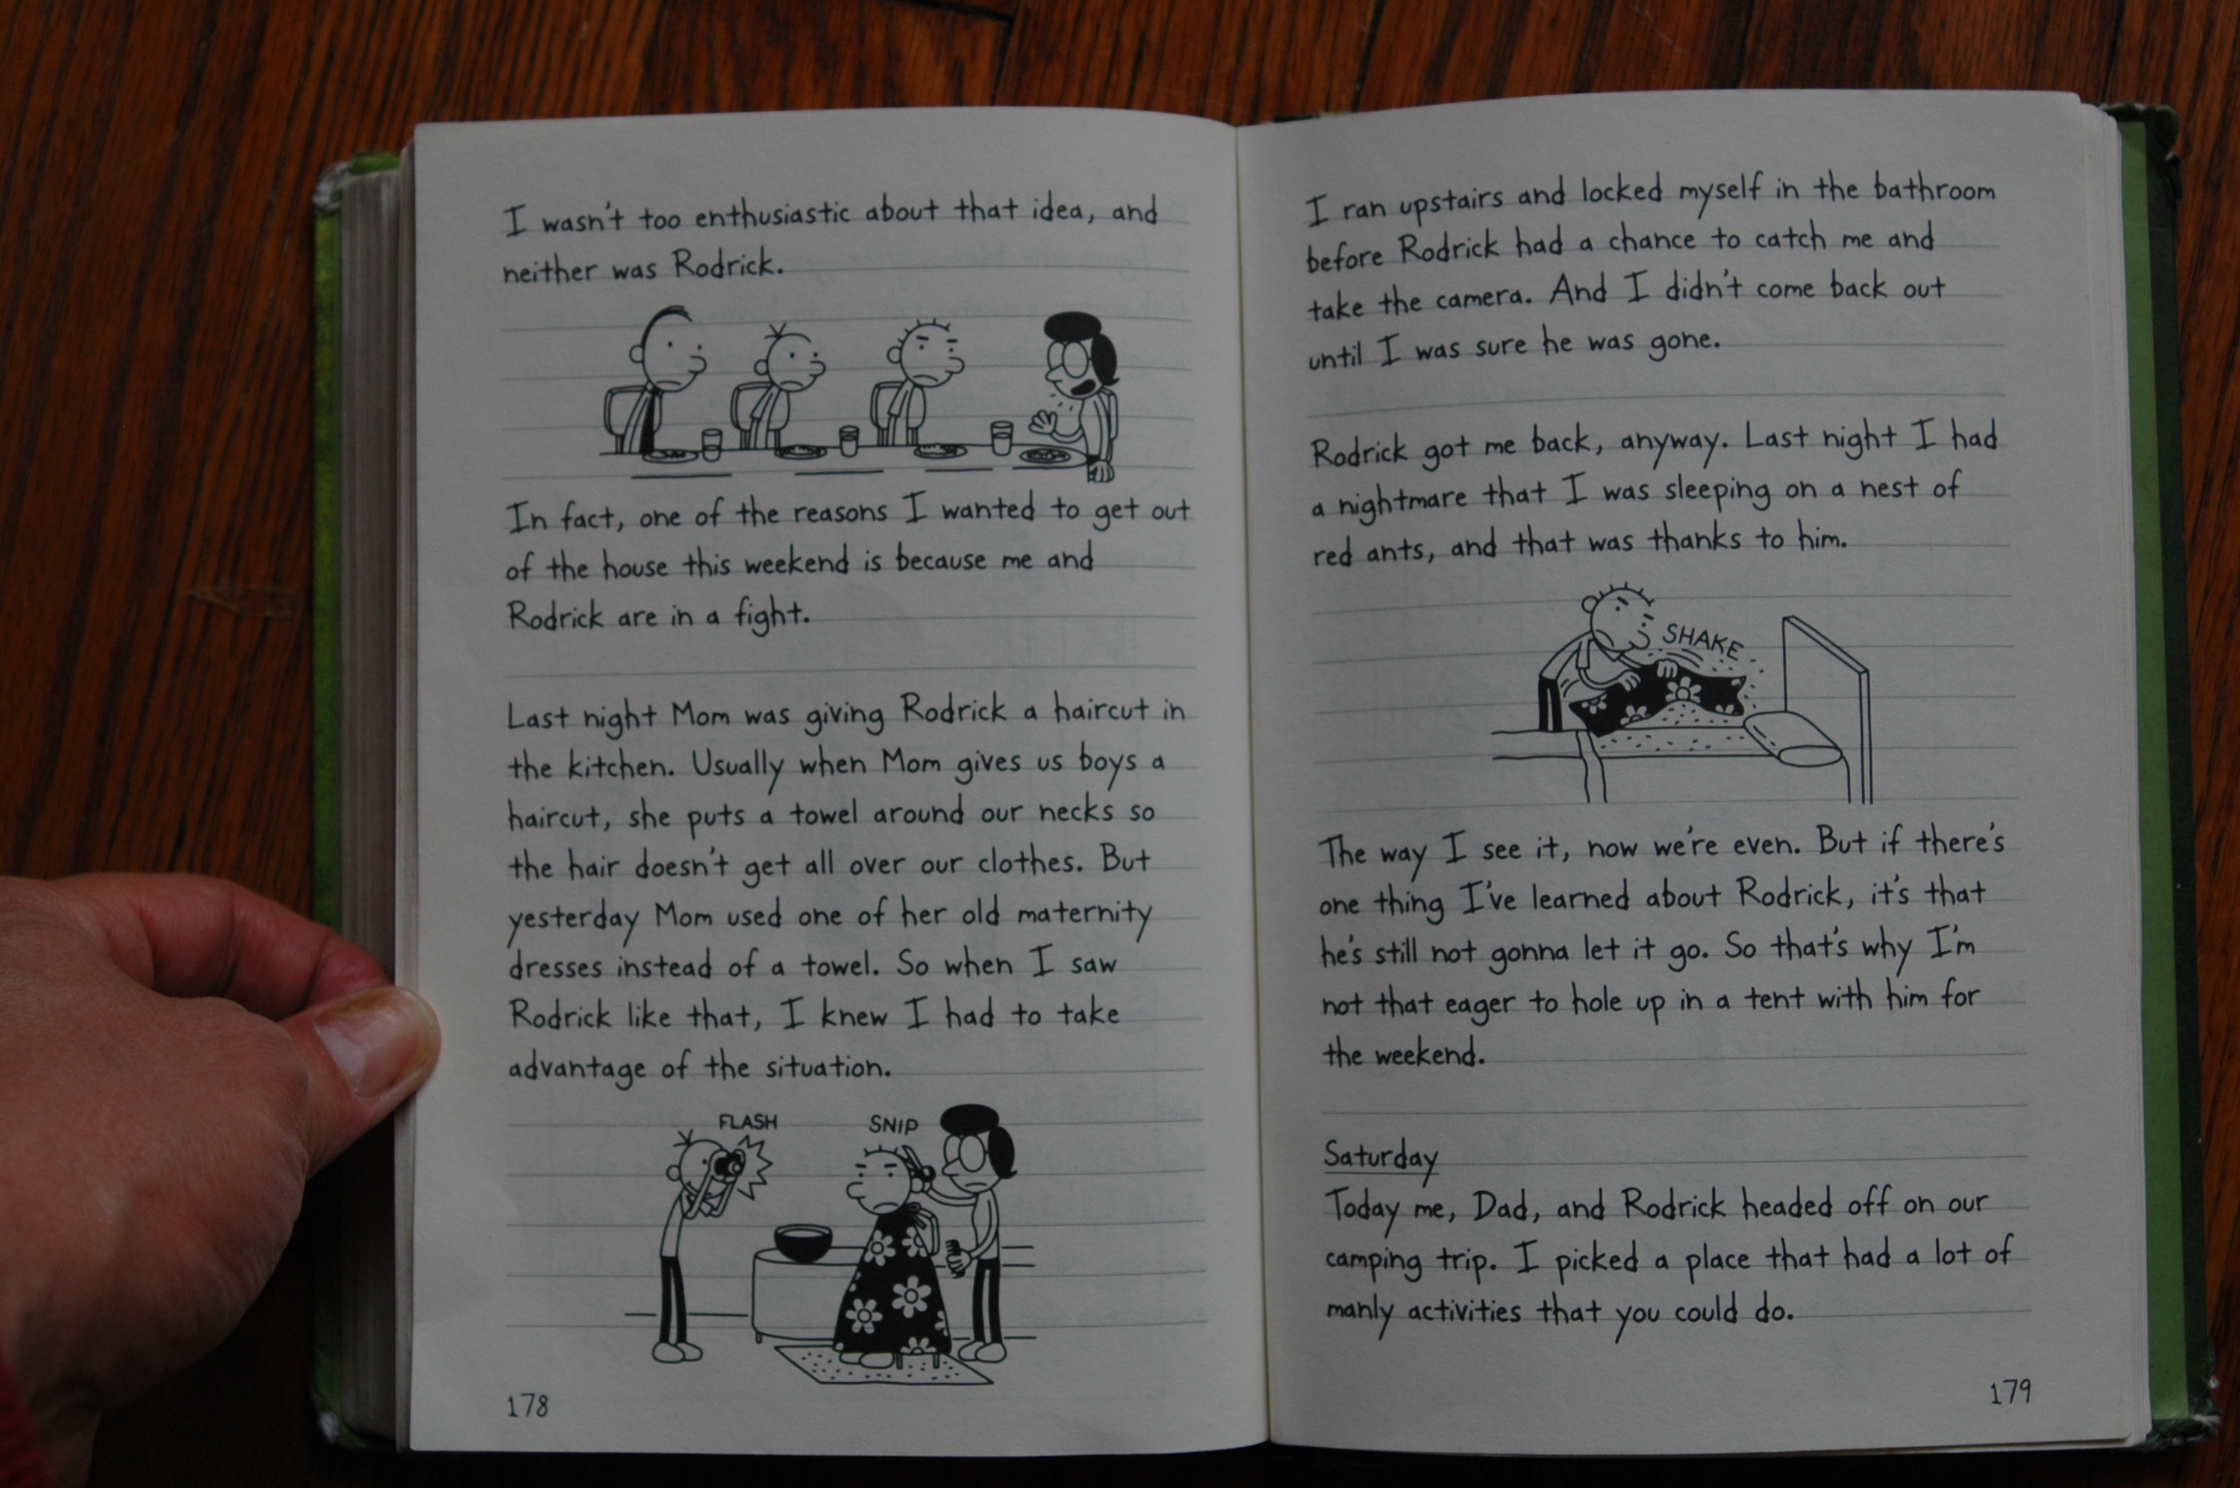 I wasn't too enthusiastic about that idea, and
neither was Rodrick.
In fact, one of the reasons I wanted to get out
of the house this weekend is because me and
Rodrick are in a fight.
Last night Mom was giving Rodrick a haircut in
the kitchen. Usually when Mom gives us boys a
haircut, she puts a towel around our necks so
the hair doesn't get all over our clothes. But
yesterday Mom used one of her old maternity
dresses instead of a towel. So when I saw
Rodrick like that, I knew I had to take
advantage of the situation.
FLASH
SNIP
178
I ran upstairs and locked myself in the bathroom
before Rodrick had a chance to catch me and
take the camera. And I didn't come back out
until I was sure he was gone.
Rodrick got me back, anyway. Last night I had
a nightmare that I was sleeping on a nest of
red ants, and that was thanks to him.
SHAKE
The way I see it, now we're even. But if there's
one thing I've learned about Rodrick, it's that
he's still not gonna let it go. So that's why I'm
not that eager to hole up in a tent with him for
the weekend.
Saturday
Today me, Dad, and Rodrick headed off on our
camping trip. I picked a place that had a lot of
manly activities that you could do.
179